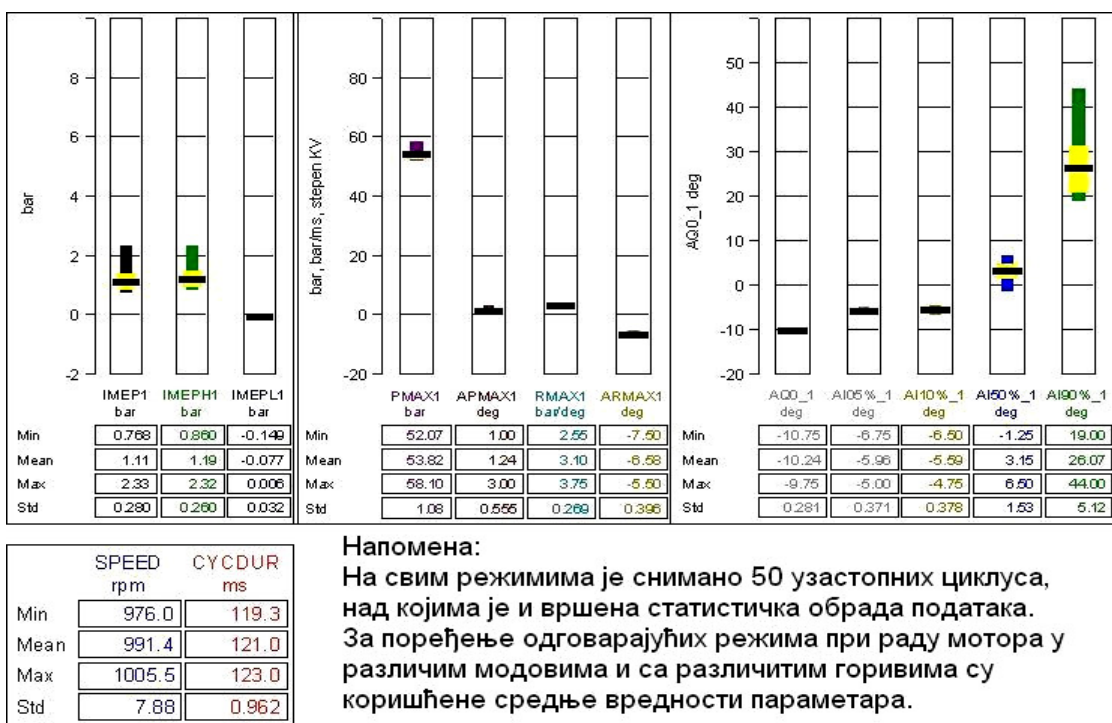 bar
8
6
4
2
0
-2
IMEP1 IMEPH1 IMEPL1
bar bar bar
Min 0.768 0.860 -0.149
Mean 1.11 1.19 -0.077
Max 2.33 2.32 0.006
Std 0.280 0.260 0.032
bar, bar/ms, stepen KV
80
60
40
20
0
-20
PMAX1 APMAX1 RMAX1 ARMAX1
bar deg bar/deg deg
Min 52.07 1.00 2.55 -7.50
Mean 53.82 1.24 3.10 -6.58
Max 58.10 3.00 3.75 -5.50
Std 1.08 0.555 0.269 0.396
AQ0_1 deg
50
40
30
20
10
0
-10
-20
AQ0_1 AI05%_1 AI10%_1 AI50%_1 AI90%_1
deg deg deg deg deg
Min -10.75 -6.75 -6.50 -1.25 19.00
Mean -10.24 -5.96 -5.59 3.15 26.07
Max -9.75 -5.00 -4.75 6.50 44.00
Std 0.281 0.371 0.378 1.53 5.12
SPEED CYCDUR
rpm ms
Min 976.0 119.3
Mean 991.4 121.0
Max 1005.5 123.0
Std 7.88 0.962
Напомена:
На свим режимима је снимано 50 узастопних циклуса,
над којима је и вршена статистичка обрада података.
За поређење одговарајућих режима при раду мотора у
различим модовима и са различитим горивима су
коришћене средње вредности параметара.